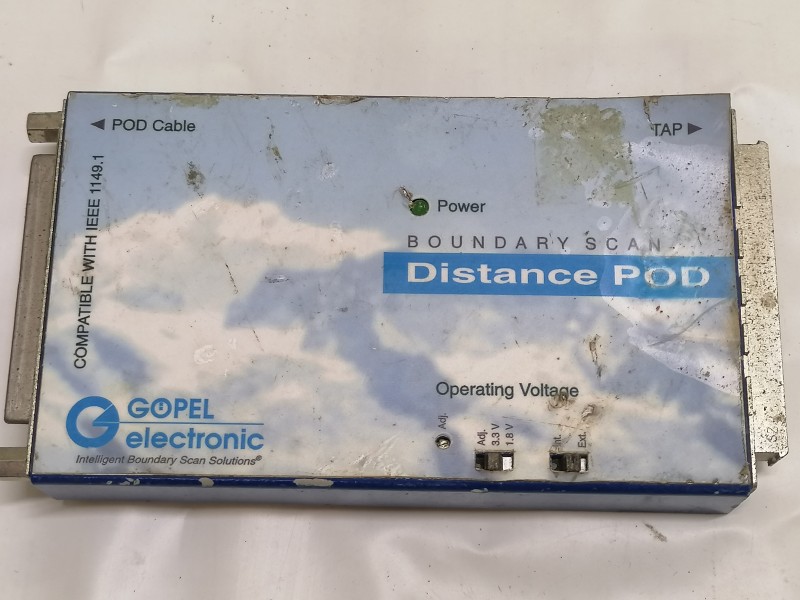 ◄ POD Cable
TAP ►
COMPATIBLE WITH IEEE 1149.1
Power
BOUNDARY SCAN
Distance POD
Operating Voltage
Adj.
Adj.
3.3 V
1.8 V
Int.
Ext.
GÖPEL
electronic
Intelligent Boundary Scan Solutions®